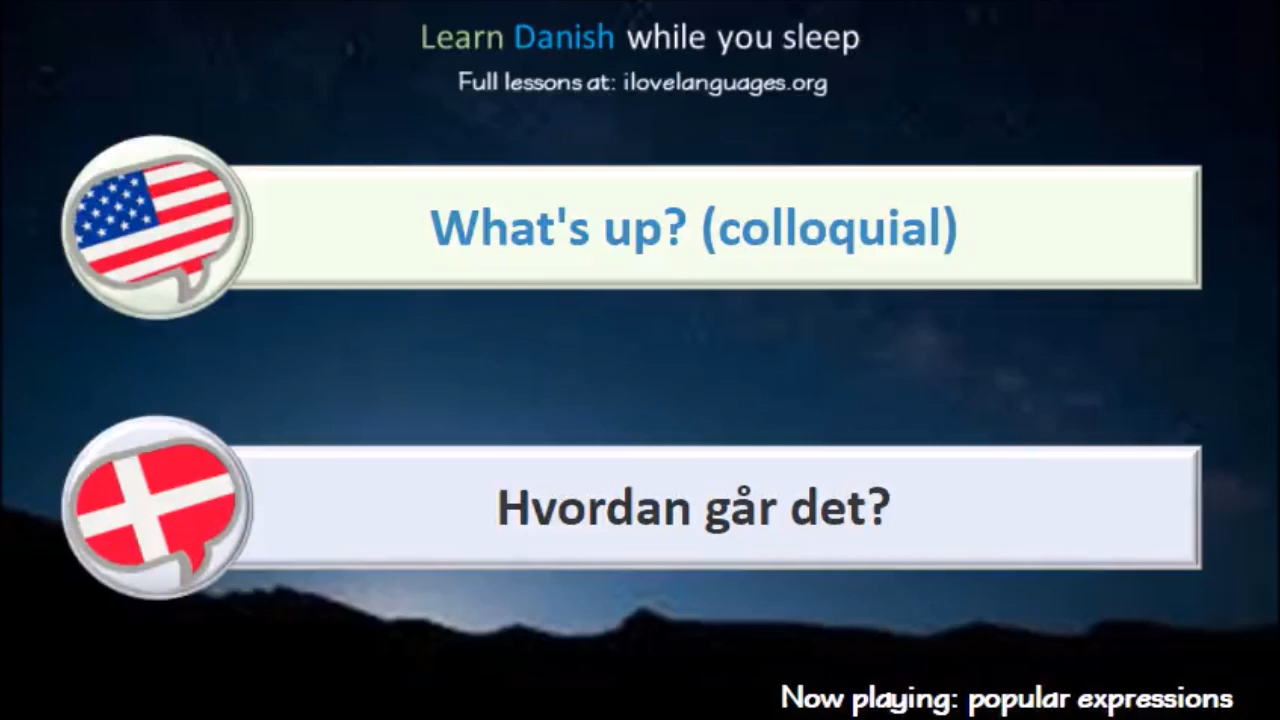 Learn Danish while you sleep
Full lessons at: ilovelanguages.org
What's up? (colloquial)
Hvordan går det?
Now playing: popular expressions